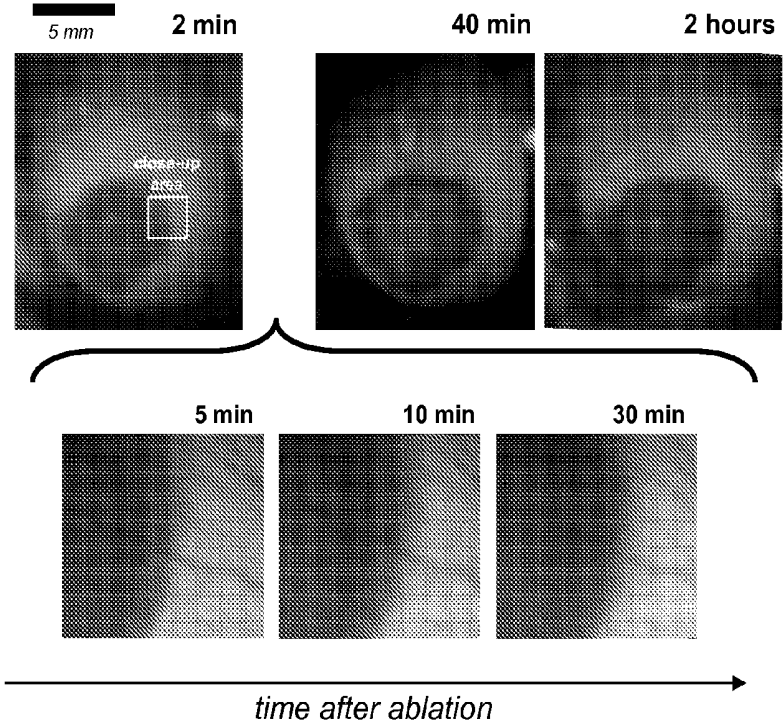 5 mm
2 min
40 min
2 hours
close-up
area
5 min
10 min
30 min
time after ablation